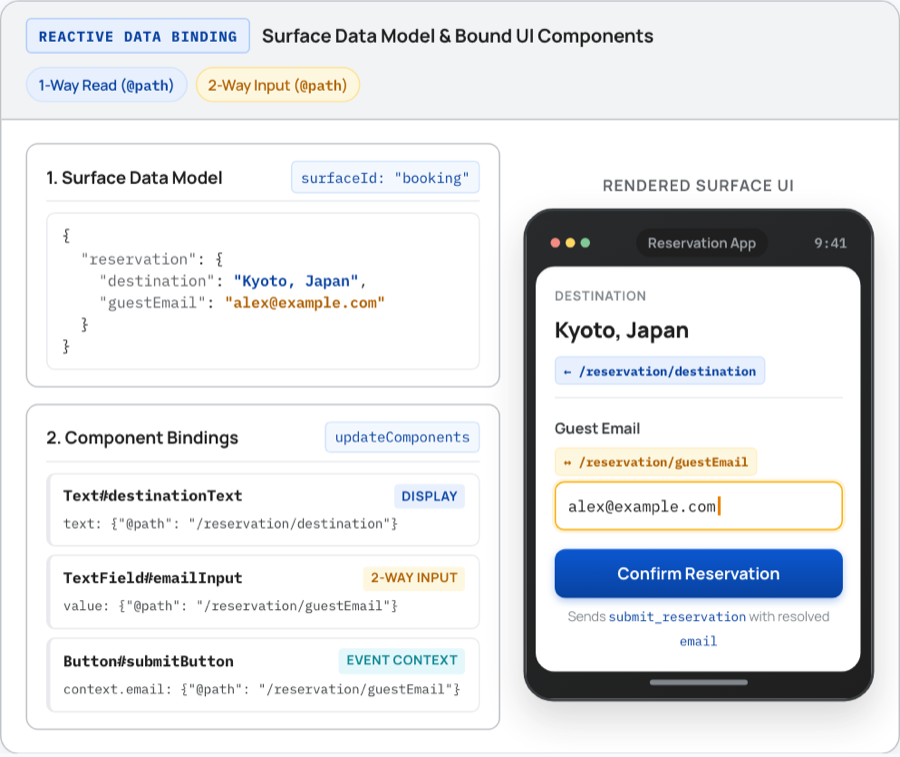 REACTIVE DATA BINDING Surface Data Model & Bound UI Components
1-Way Read (@path) 2-Way Input (@path)
1. Surface Data Model surfaceId: "booking"
{
"reservation": {
"destination": "Kyoto, Japan",
"guestEmail": "alex@example.com"
}
}
2. Component Bindings updateComponents
Text#destinationText DISPLAY
text: {"@path": "/reservation/destination"}
TextField#emailInput 2-WAY INPUT
value: {"@path": "/reservation/guestEmail"}
Button#submitButton EVENT CONTEXT
context.email: {"@path": "/reservation/guestEmail"}
RENDERED SURFACE UI
Reservation App 9:41
DESTINATION
Kyoto, Japan
← /reservation/destination
Guest Email
↔ /reservation/guestEmail
alex@example.com
Confirm Reservation
Sends submit_reservation with resolved
email